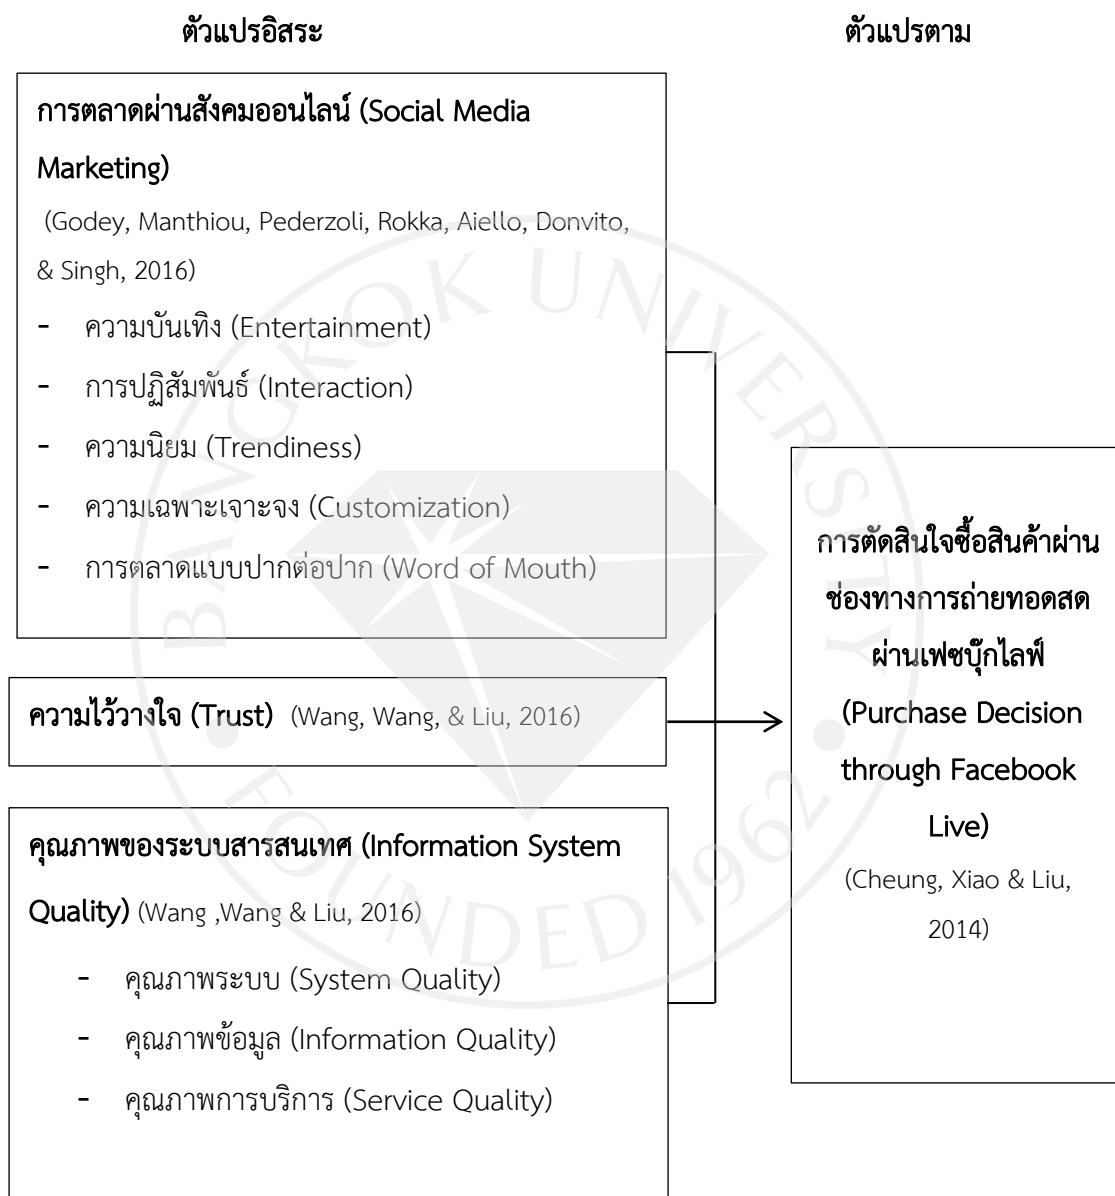 ตัวแปรอิสระ
ตัวแปรตาม
การตลาดผ่านสังคมออนไลน์ (Social Media
Marketing)
(Godey, Manthiou, Pederzoli, Rokka, Aiello, Donvito,
& Singh, 2016)
- ความบันเทิง (Entertainment)
- การปฏิสัมพันธ์ (Interaction)
- ความนิยม (Trendiness)
- ความเฉพาะเจาะจง (Customization)
- การตลาดแบบปากต่อปาก (Word of Mouth)
ความไว้วางใจ (Trust) (Wang, Wang, & Liu, 2016)
คุณภาพของระบบสารสนเทศ (Information System
Quality) (Wang ,Wang & Liu, 2016)
- คุณภาพระบบ (System Quality)
- คุณภาพข้อมูล (Information Quality)
- คุณภาพการบริการ (Service Quality)
การตัดสินใจซื้อสินค้าผ่าน
ช่องทางการถ่ายทอดสด
ผ่านเฟซบุ๊กไลฟ์
(Purchase Decision
through Facebook
Live)
(Cheung, Xiao & Liu,
2014)
BANGKOK UNIVERSITY
FOUNDED 1962